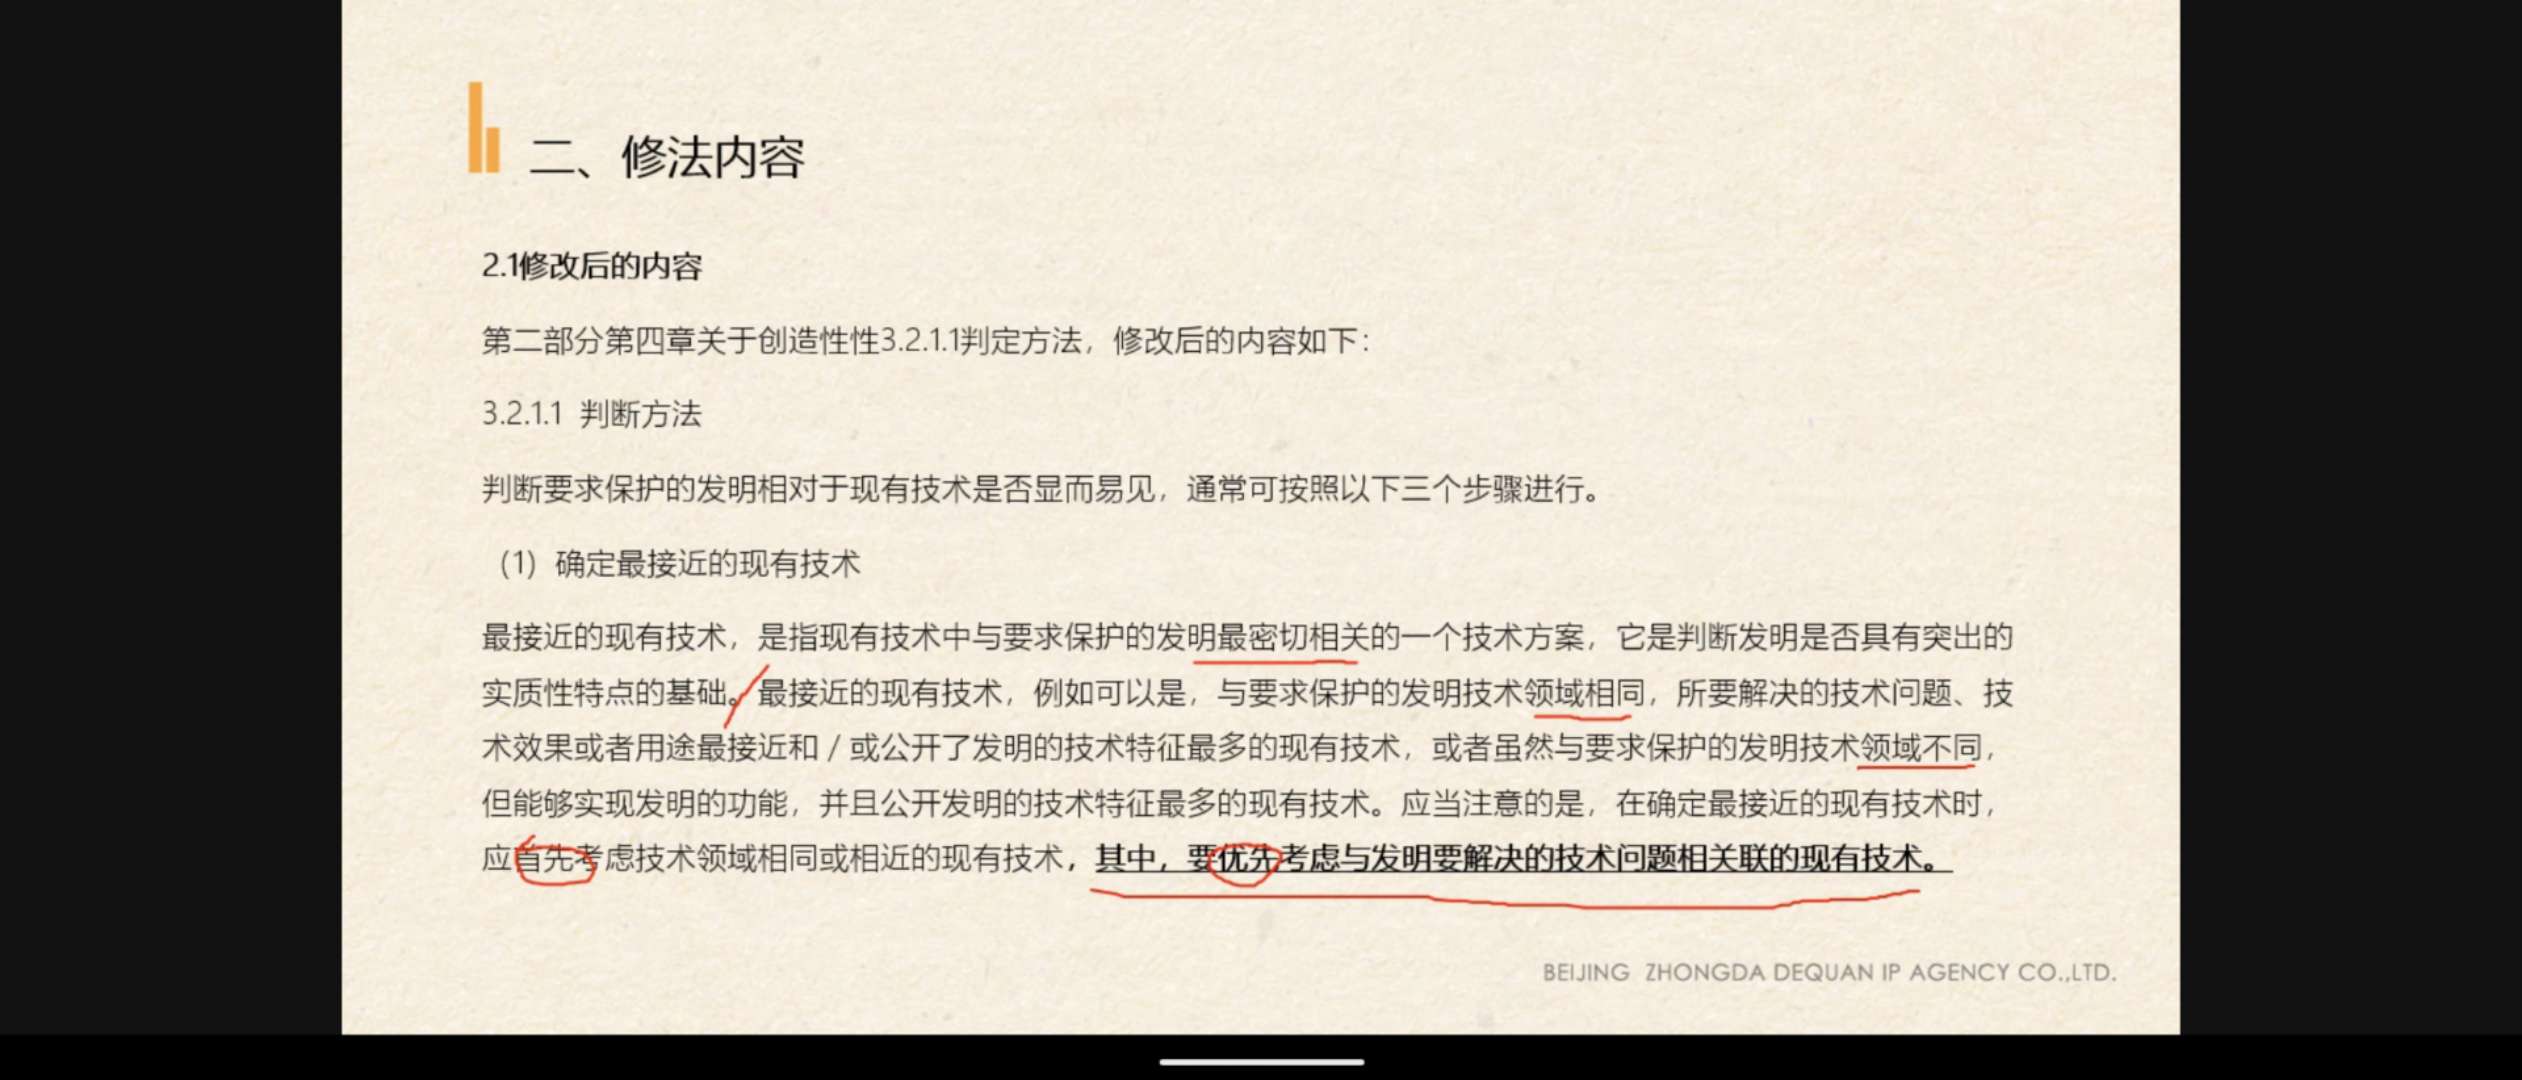 二、修法内容
2.1修改后的内容
第二部分第四章关于创造性性3.2.1.1判定方法，修改后的内容如下：
3.2.1.1 判断方法
判断要求保护的发明相对于现有技术是否显而易见，通常可按照以下三个步骤进行。
（1）确定最接近的现有技术
最接近的现有技术，是指现有技术中与要求保护的发明最密切相关的一个技术方案，它是判断发明是否具有突出的
实质性特点的基础。最接近的现有技术，例如可以是，与要求保护的发明技术领域相同，所要解决的技术问题、技
术效果或者用途最接近和／或公开了发明的技术特征最多的现有技术，或者虽然与要求保护的发明技术领域不同，
但能够实现发明的功能，并且公开发明的技术特征最多的现有技术。应当注意的是，在确定最接近的现有技术时，
应首先考虑技术领域相同或相近的现有技术，其中，要优先考虑与发明要解决的技术问题相关联的现有技术。
BEIJING ZHONGDA DEQUAN IP AGENCY CO.,LTD.